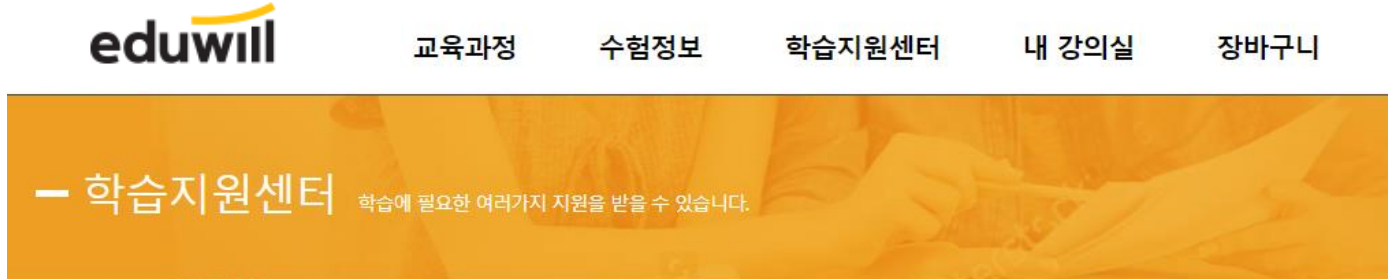 eduwill
교육과정 수험정보 학습지원센터 내 강의실 장바구니
학습지원센터 학습에 필요한 여러가지 지원을 받을 수 있습니다.